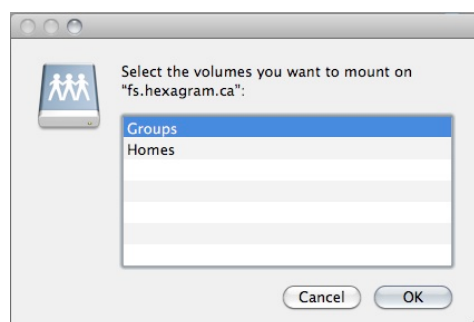 Select the volumes you want to mount on
“fs.hexagram.ca”:
Groups
Homes
Cancel
OK